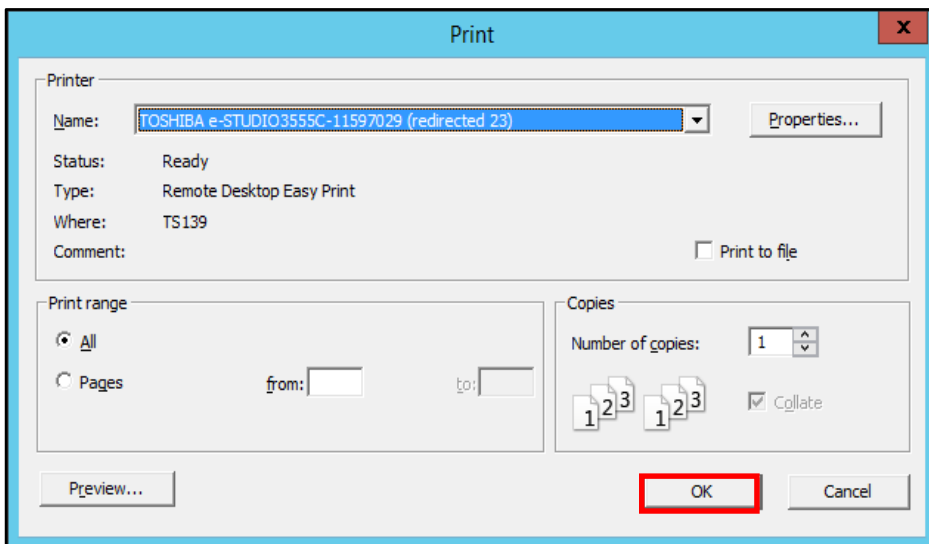 Print
x
Printer
Name: TOSHIBA e-STUDIO3555C-11597029 (redirected 23) Properties...
Status: Ready
Type: Remote Desktop Easy Print
Where: TS139
Comment: Print to file
Print range
All
Pages from: to:
Copies
Number of copies: 1
1 2 3 1 2 3 Collate
Preview... OK Cancel